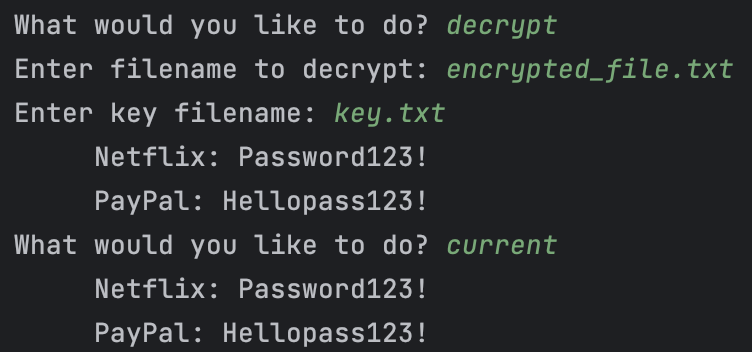 What would you like to do? decrypt
Enter filename to decrypt: encrypted_file.txt
Enter key filename: key.txt
Netflix: Password123!
PayPal: Hellopass123!
What would you like to do? current
Netflix: Password123!
PayPal: Hellopass123!